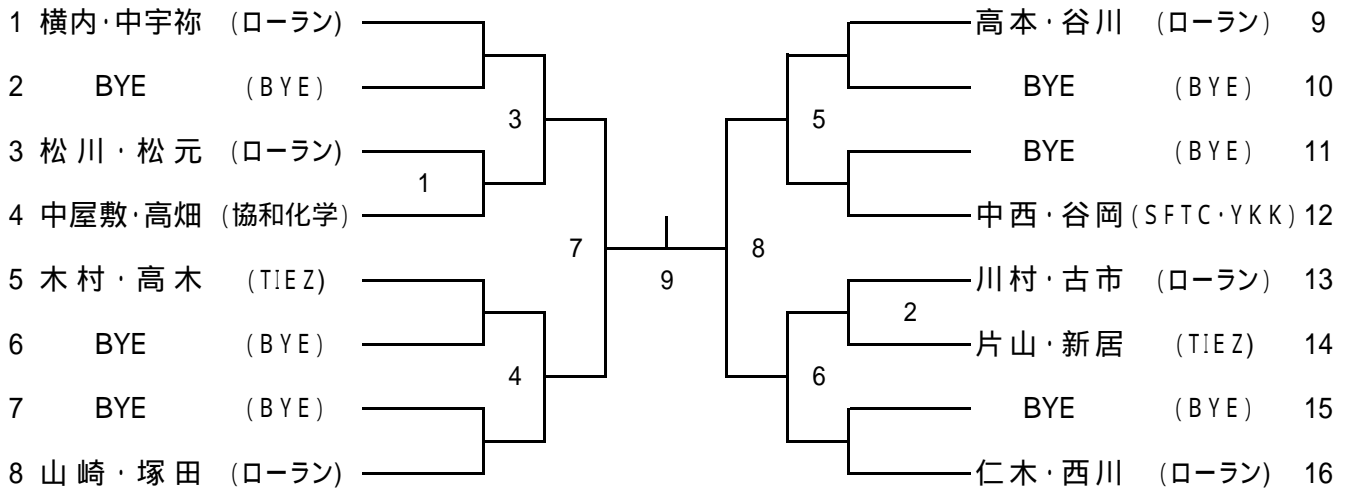 1 横内・中宇祢 (ローラン) 高本・谷川 (ローラン) 9
2 BYE (BYE) BYE (BYE) 10
3 5
3 松川・松元 (ローラン) BYE (BYE) 11
1
4 中屋敷・高畑 (協和化学) 中西・谷岡 (SFTC・YKK) 12
7 8
9
5 木村・高木 (TIEZ) 川村・古市 (ローラン) 13
2
6 BYE (BYE) 片山・新居 (TIEZ) 14
4 6
7 BYE (BYE) BYE (BYE) 15
8 山崎・塚田 (ローラン) 仁木・西川 (ローラン) 16